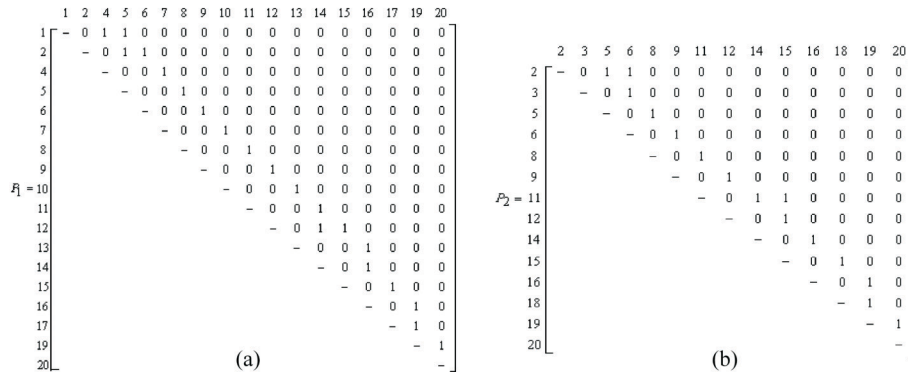 1 2 4 5 6 7 8 9 10 11 12 13 14 15 16 17 19 20
1 – 0 1 1 0 0 0 0 0 0 0 0 0 0 0 0 0 0
2 – 0 1 1 0 0 0 0 0 0 0 0 0 0 0 0 0
4 – 0 0 1 0 0 0 0 0 0 0 0 0 0 0 0
5 – 0 0 1 0 0 0 0 0 0 0 0 0 0 0
6 – 0 0 1 0 0 0 0 0 0 0 0 0 0
7 – 0 0 1 0 0 0 0 0 0 0 0 0
8 – 0 0 1 0 0 0 0 0 0 0 0
9 – 0 0 1 0 0 0 0 0 0 0
P1 = 10 – 0 0 1 0 0 0 0 0 0
11 – 0 0 1 0 0 0 0 0
12 – 0 1 1 0 0 0 0
13 – 0 0 1 0 0 0
14 – 0 1 0 0 0
15 – 0 1 0 0
16 – 0 1 0
17 – 1 0
19 – 1
20 –
(a)
2 3 5 6 8 9 11 12 14 15 16 18 19 20
2 – 0 1 1 0 0 0 0 0 0 0 0 0 0
3 – 0 1 0 0 0 0 0 0 0 0 0 0
5 – 0 1 0 0 0 0 0 0 0 0 0
6 – 0 1 0 0 0 0 0 0 0 0
8 – 0 1 0 0 0 0 0 0 0
9 – 0 1 0 0 0 0 0 0
P2 = 11 – 0 1 1 0 0 0 0
12 – 0 1 0 0 0 0
14 – 0 1 0 0 0
15 – 0 1 0 0
16 – 0 1 0
18 – 1 0
19 – 1
20 –
(b)